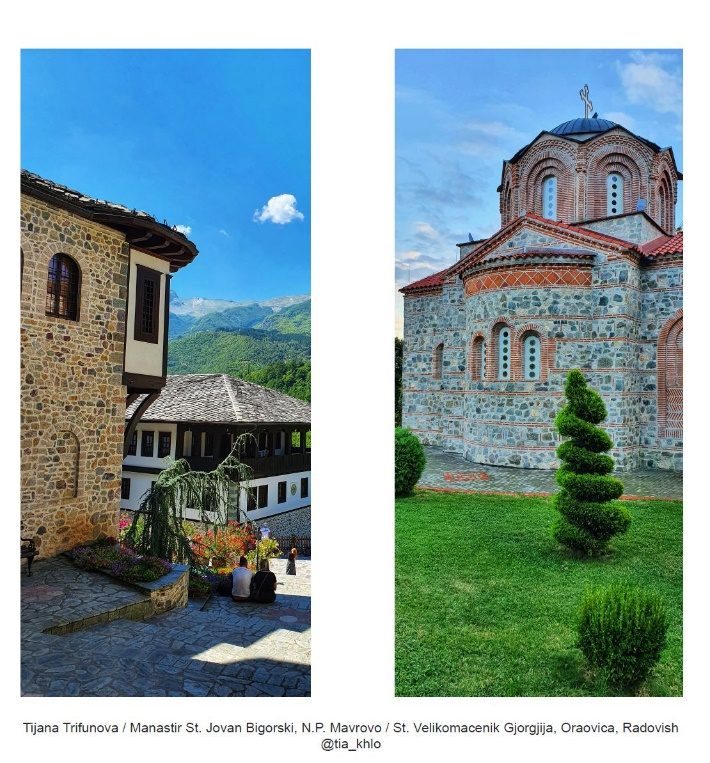 Tijana Trifunova / Manastir St. Jovan Bigorski, N.P. Mavrovo / St. Velikomacenik Gjorgjija, Oraovica, Radovish
@tia_khlo